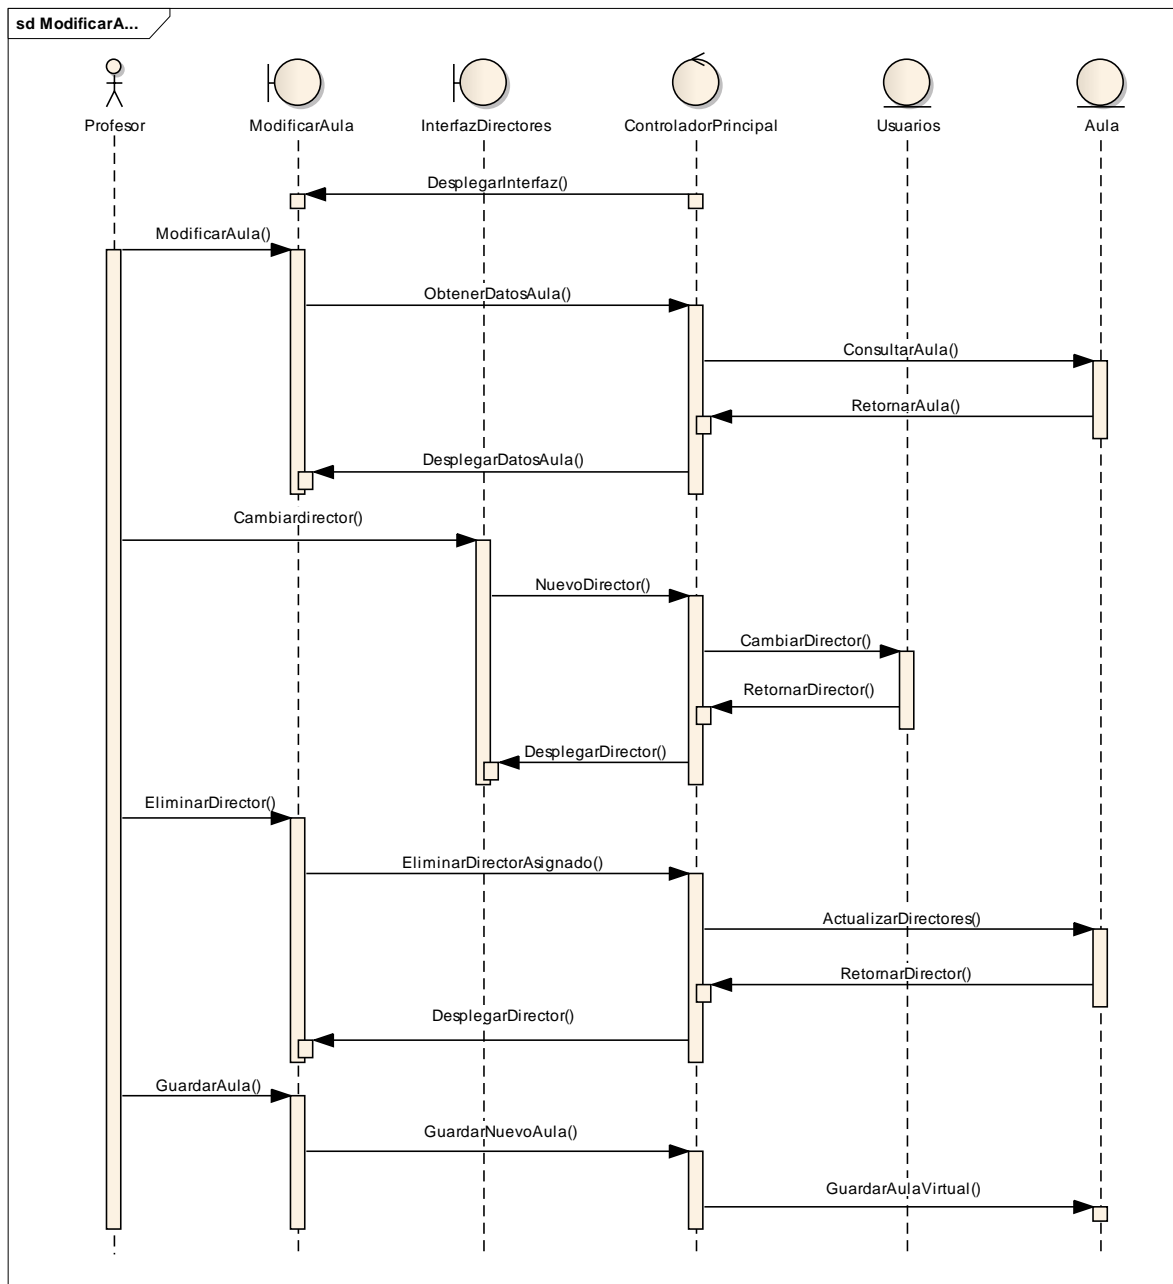 sd ModificarA...
Profesor
ModificarAula
InterfazDirectores
ControladorPrincipal
Usuarios
Aula
DesplegarInterfaz()
ModificarAula()
ObtenerDatosAula()
ConsultarAula()
RetornarAula()
DesplegarDatosAula()
Cambiardirector()
NuevoDirector()
CambiarDirector()
RetornarDirector()
DesplegarDirector()
EliminarDirector()
EliminarDirectorAsignado()
ActualizarDirectores()
RetornarDirector()
DesplegarDirector()
GuardarAula()
GuardarNuevoAula()
GuardarAulaVirtual()